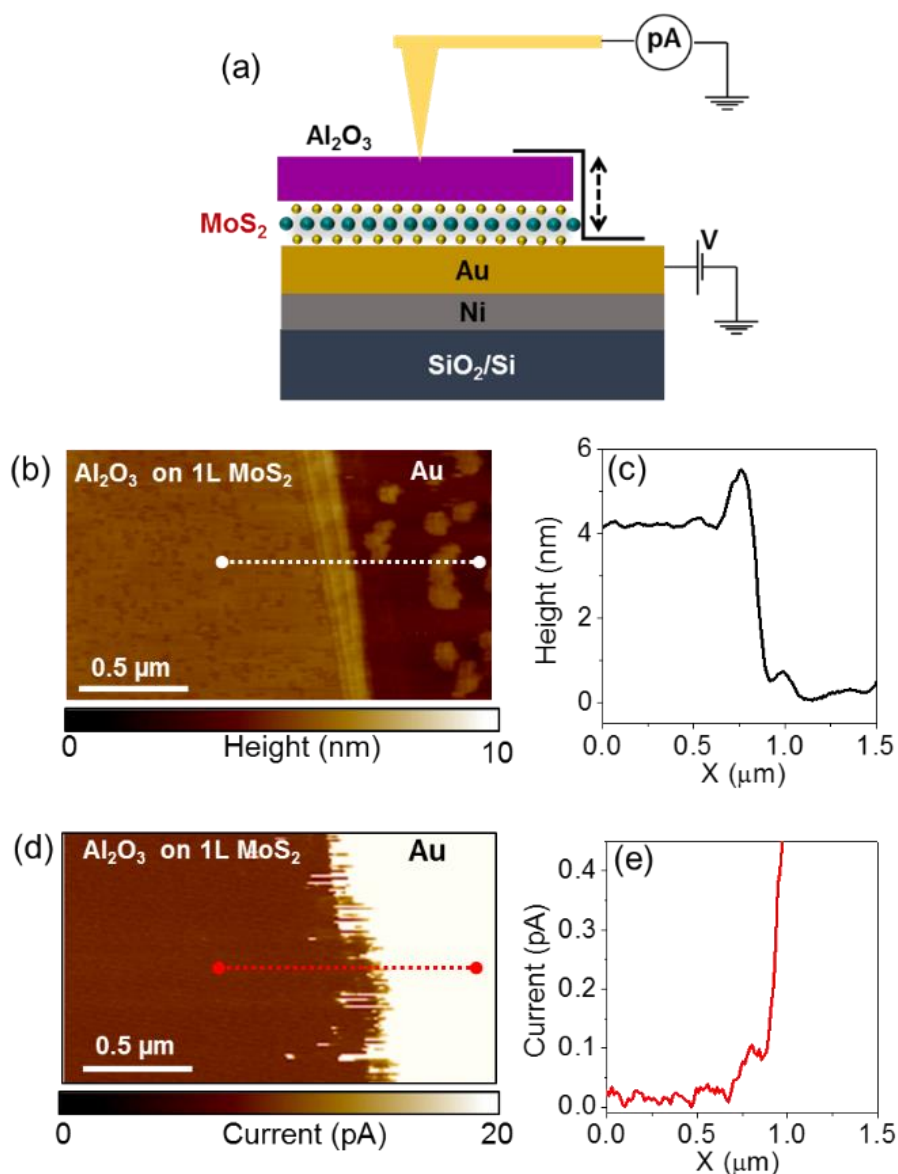 (a)
pA
Al₂O₃
MoS₂
V
Au
Ni
SiO₂/Si
(b)
Al₂O₃ on 1L MoS₂
Au
0.5 µm
0
10
Height (nm)
(c)
6
4
2
0
Height (nm)
0.0 0.5 1.0 1.5
X (µm)
(d)
Al₂O₃ on 1L MoS₂
Au
0.5 µm
0
20
Current (pA)
(e)
0.4
0.3
0.2
0.1
0.0
Current (pA)
0.0 0.5 1.0 1.5
X (µm)